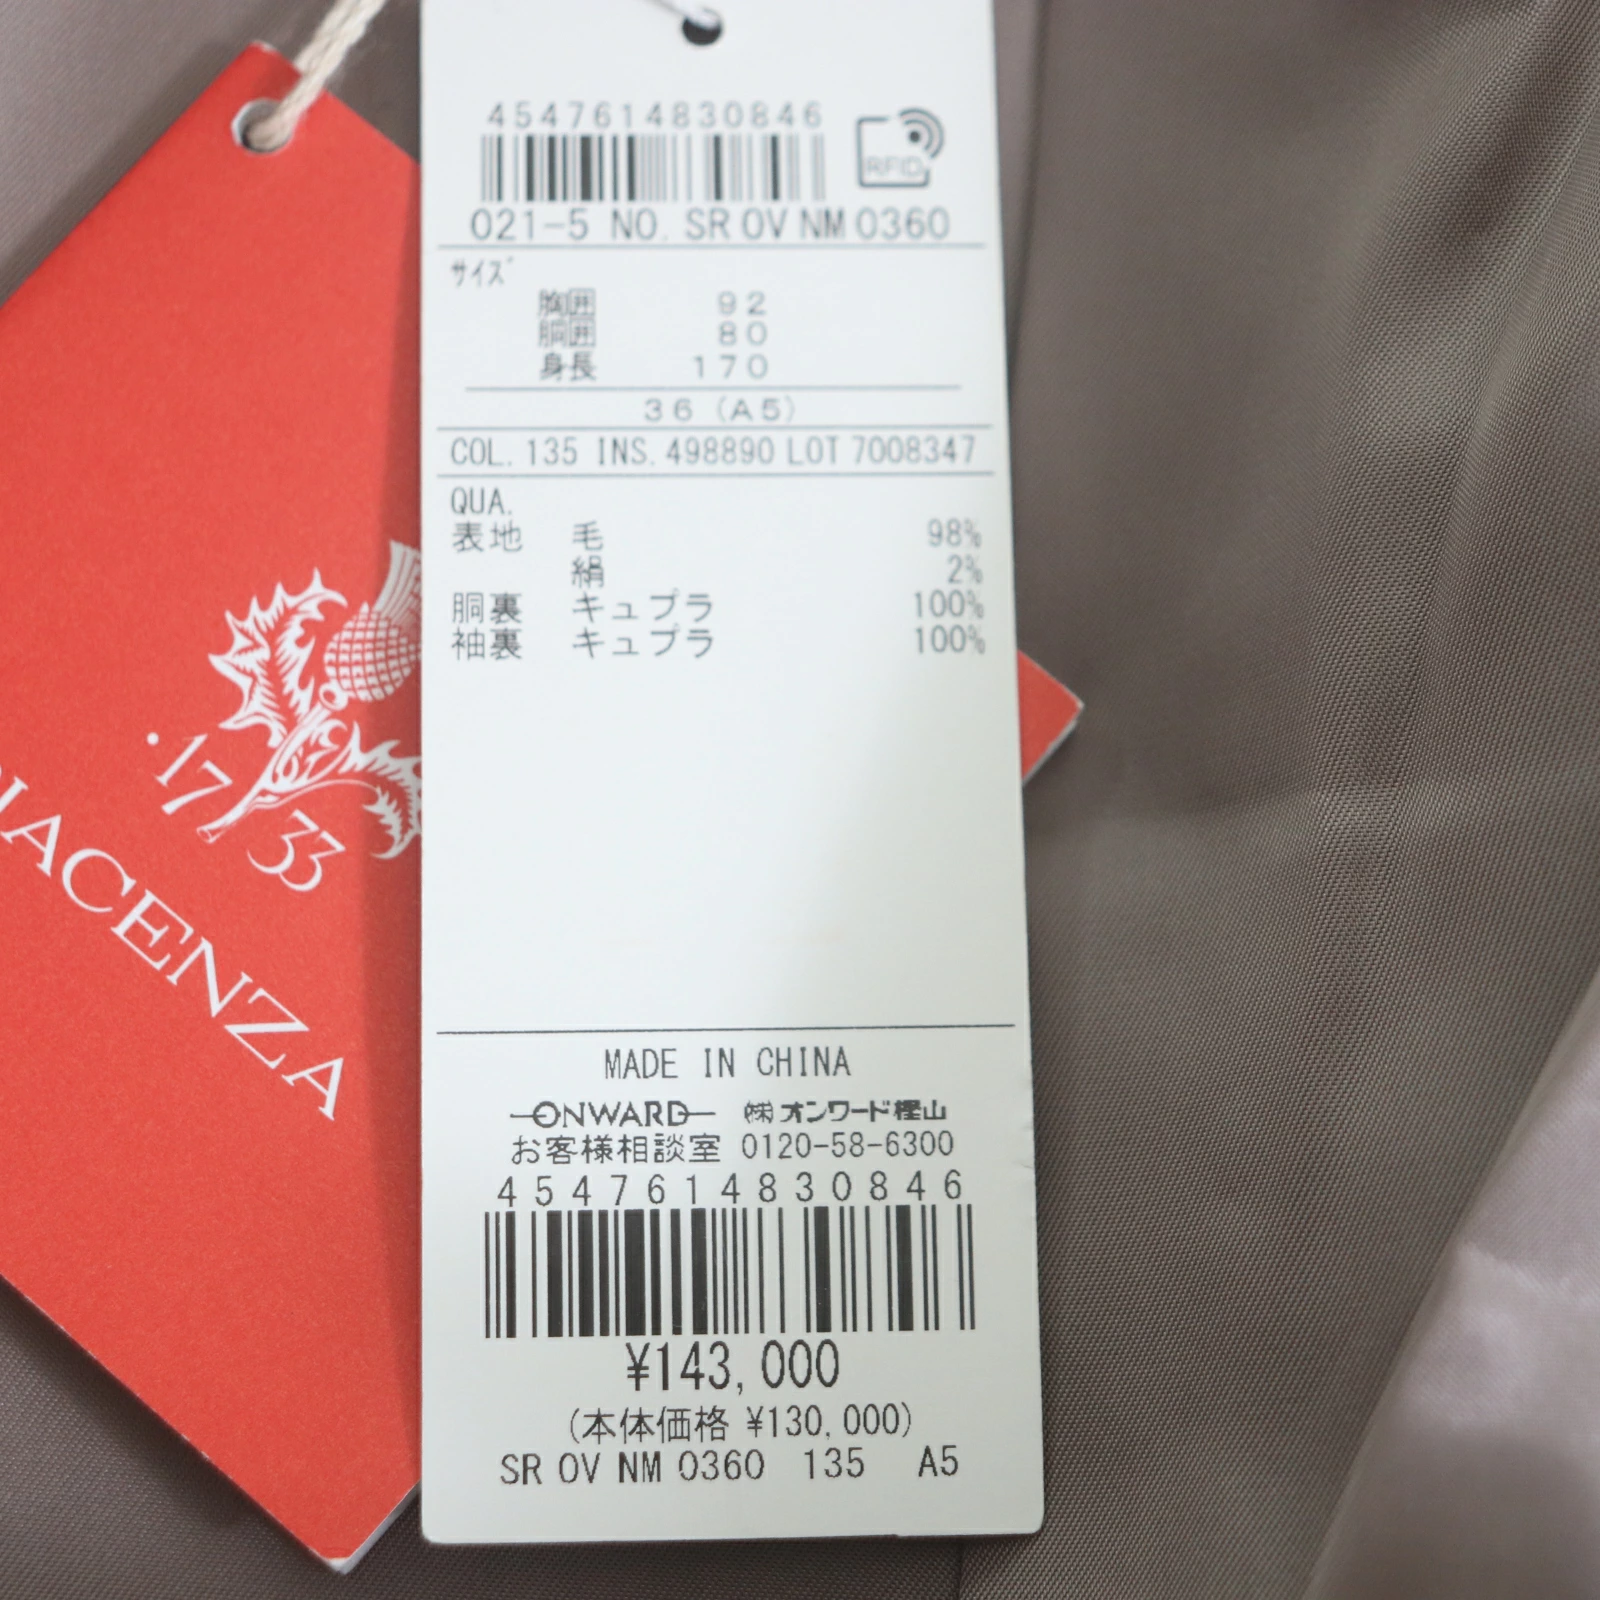 4547614830846
RFID
021-5 NO. SR OV NM 0360
サイズ
胸囲 92
胴囲 80
身長 170
36 (A5)
COL. 135 INS. 498890 LOT 7008347
QUA.
表地 毛 98%
絹 2%
胴裏 キュプラ 100%
袖裏 キュプラ 100%
MADE IN CHINA
ONWARD ㈱オンワード樫山
お客様相談室 0120-58-6300
4547614830846
¥143,000
(本体価格 ¥130,000)
SR OV NM 0360 135 A5
.1733
PIACENZA